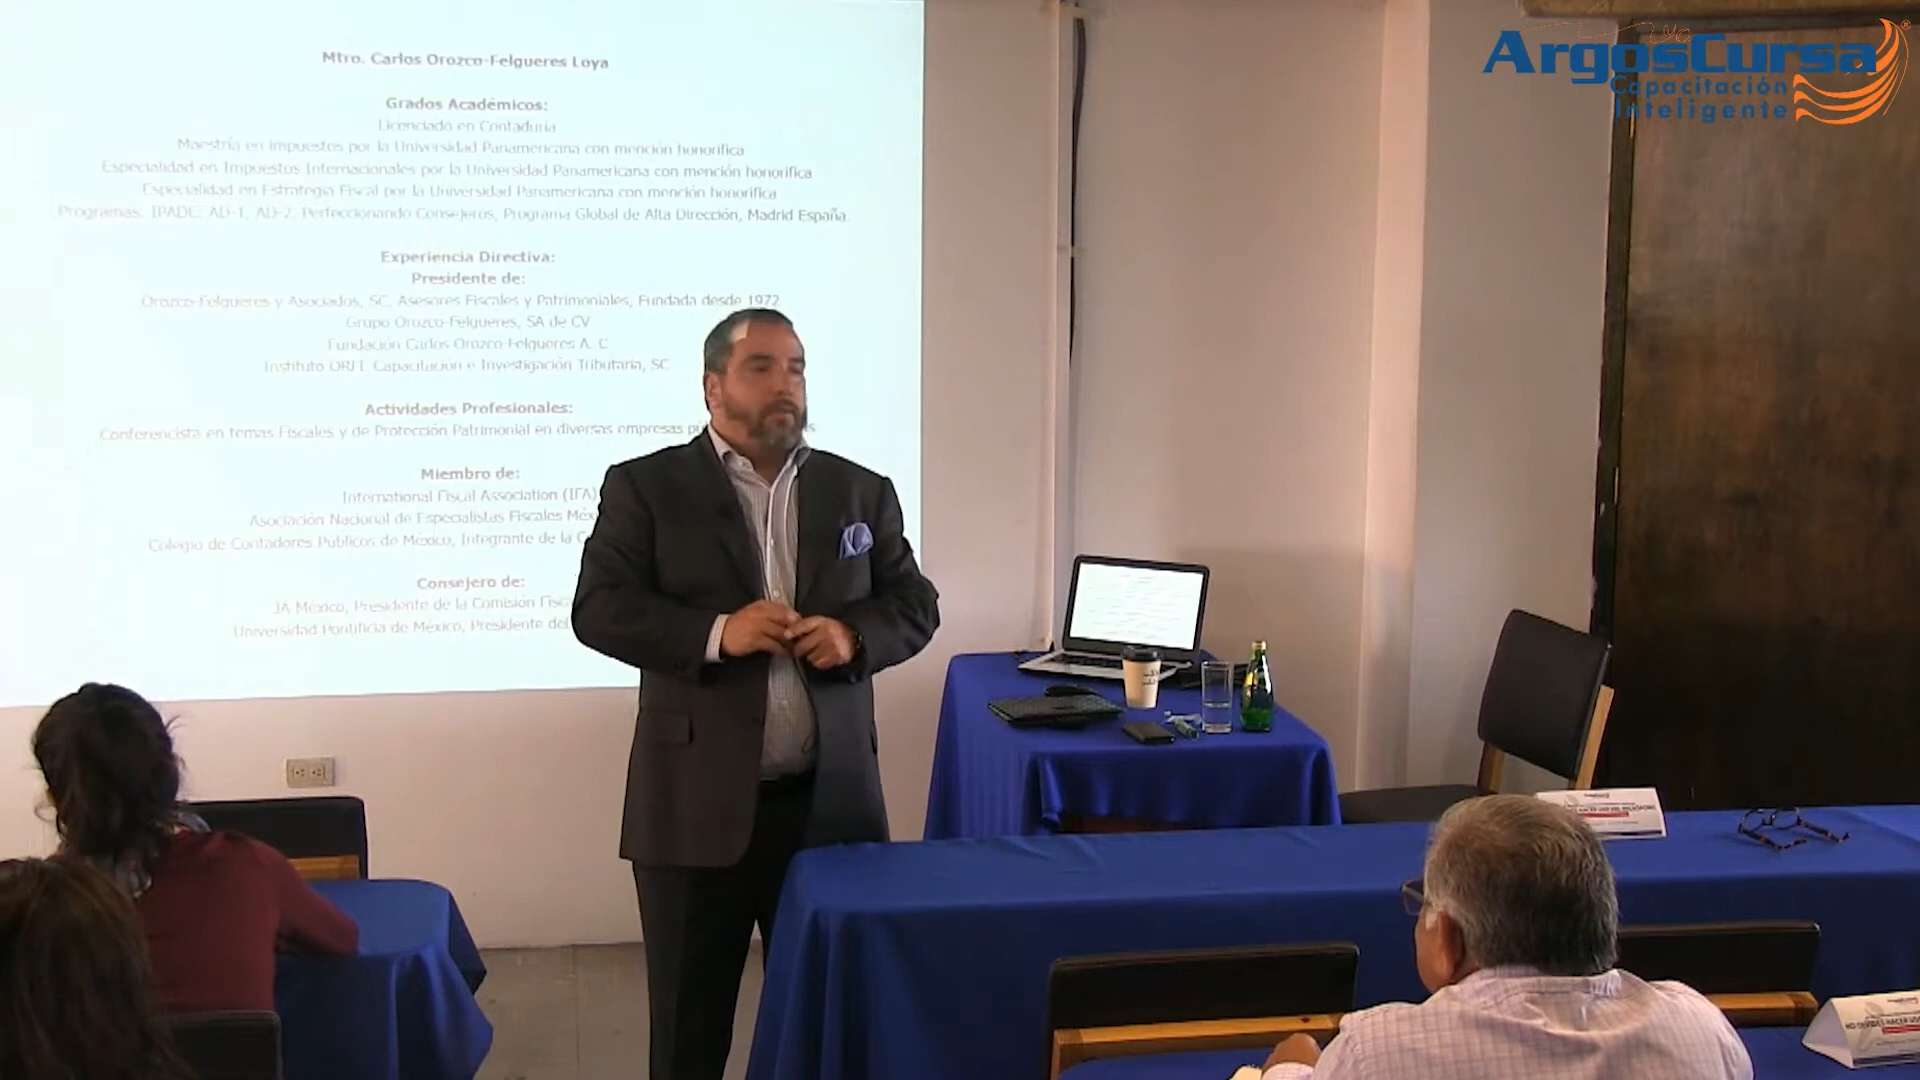 Mtro. Carlos Orozco-Felgueres Loya
Grados Académicos:
Licenciado en Contaduría
Maestría en impuestos por la Universidad Panamericana con mención honorífica
Especialidad en Impuestos Internacionales por la Universidad Panamericana con mención honorífica
Especialidad en Estrategia Fiscal por la Universidad Panamericana con mención honorífica
Programas: IPADE: AD-1, AD-2, Perfeccionando Consejeros, Programa Global de Alta Dirección, Madrid España.
Experiencia Directiva:
Presidente de:
Orozco-Felgueres y Asociados, SC. Asesores Fiscales y Patrimoniales, Fundada desde 1972
Grupo Orozco-Felgueres, SA de CV
Fundación Carlos Orozco-Felgueres A. C
Instituto Capacitación e Investigación Tributaria, SC
Actividades Profesionales:
Conferencista en temas Fiscales y de Protección Patrimonial en diversas empresas
Miembro de:
International Fiscal Association (IFA)
Asociación Nacional de Especialistas Fiscales
Colegio de Contadores Públicos de México, Integrante de la
Consejero de:
JA México, Presidente de la Comisión
Universidad Pontificia de México, Presidente del
ArgosCursa®
Capacitación
Inteligente